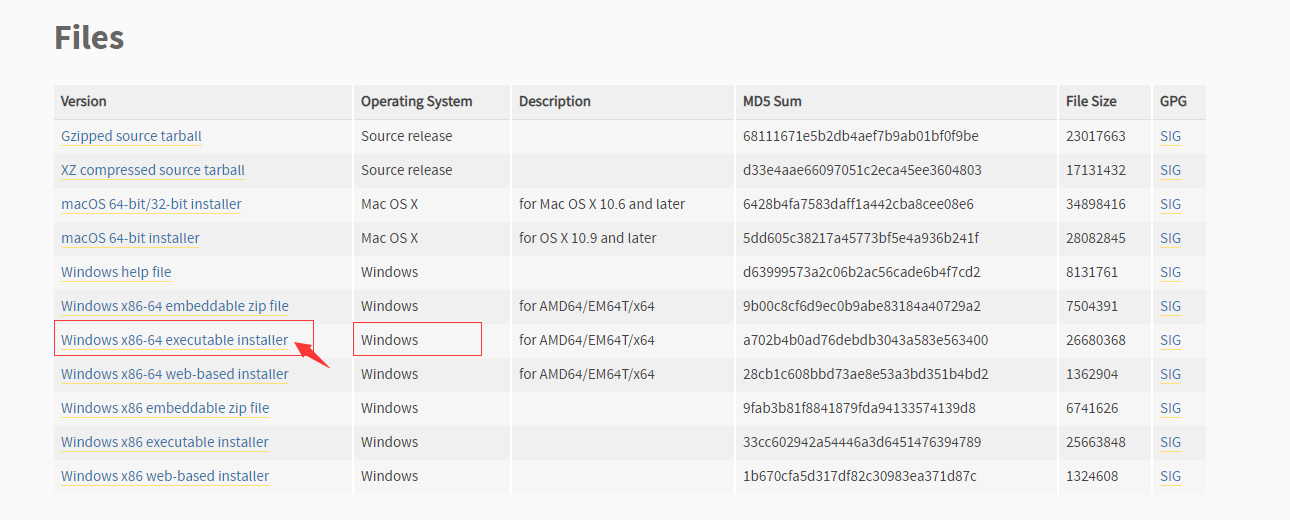 Files
Version Operating System Description MD5 Sum File Size GPG
Gzipped source tarball Source release 68111671e5b2db4aef7b9ab01bf0f9be 23017663 SIG
XZ compressed source tarball Source release d33e4aae66097051c2eca45ee3604803 17131432 SIG
macOS 64-bit/32-bit installer Mac OS X for Mac OS X 10.6 and later 6428b4fa7583daff1a442cba8cee08e6 34898416 SIG
macOS 64-bit installer Mac OS X for OS X 10.9 and later 5dd605c38217a45773bf5e4a936b241f 28082845 SIG
Windows help file Windows d63999573a2c06b2ac56cade6b4f7cd2 8131761 SIG
Windows x86-64 embeddable zip file Windows for AMD64/EM64T/x64 9b00c8cf6d9ec0b9abe83184a40729a2 7504391 SIG
Windows x86-64 executable installer Windows for AMD64/EM64T/x64 a702b4b0ad76debdb3043a583e563400 26680368 SIG
Windows x86-64 web-based installer Windows for AMD64/EM64T/x64 28cb1c608bbd73ae8e53a3bd351b4bd2 1362904 SIG
Windows x86 embeddable zip file Windows 9fab3b81f8841879fda94133574139d8 6741626 SIG
Windows x86 executable installer Windows 33cc602942a54446a3d6451476394789 25663848 SIG
Windows x86 web-based installer Windows 1b670cfa5d317df82c30983ea371d87c 1324608 SIG